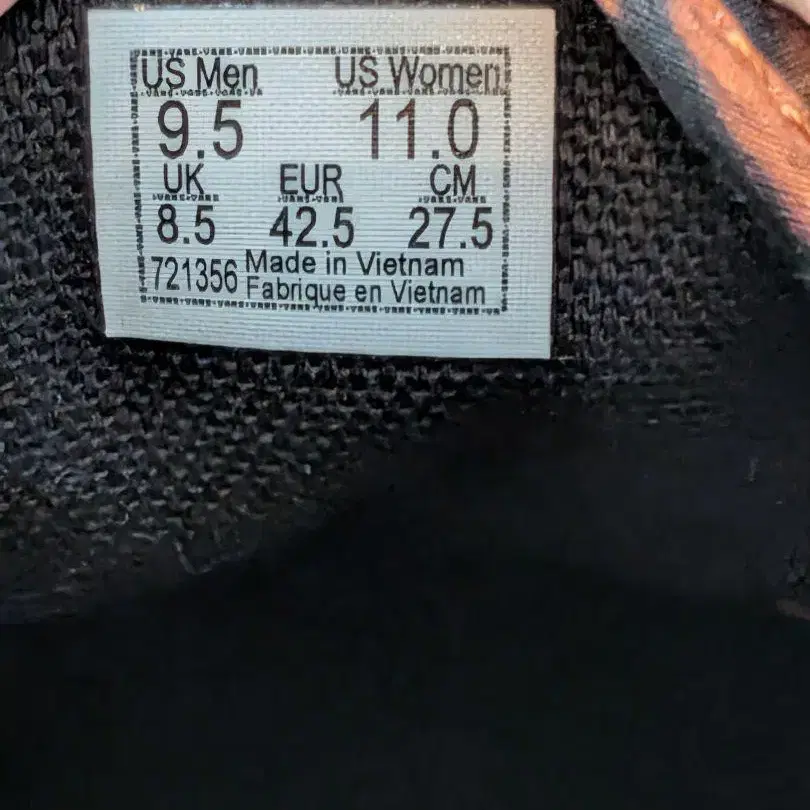 US Men US Women
9.5 11.0
UK EUR CM
8.5 42.5 27.5
721356 Made in Vietnam
Fabrique en Vietnam